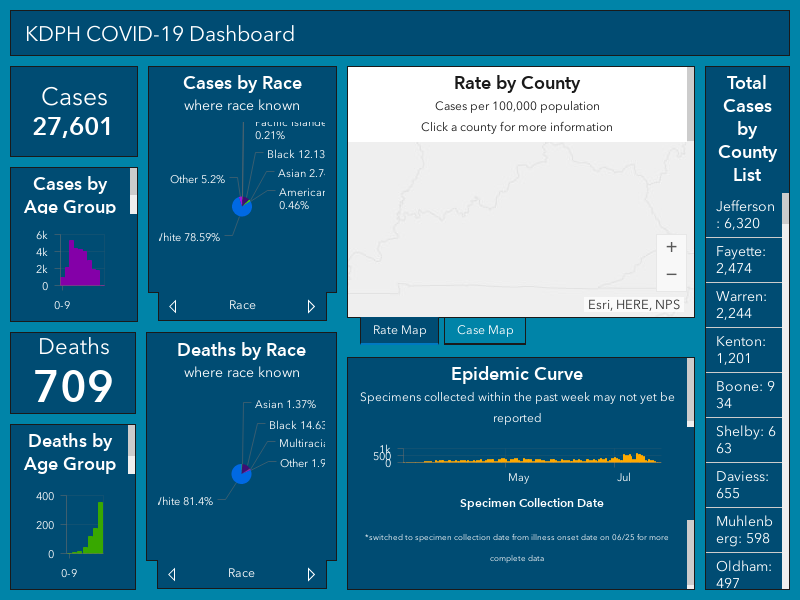 KDPH COVID-19 Dashboard
Cases
27,601
Cases by
Age Group
6k
4k
2k
0
0-9
Deaths
709
Deaths by
Age Group
400
200
0
0-9
Cases by Race
where race known
0.21%
Black 12.13
Asian 2.7
American
0.46%
Other 5.2%
White 78.59%
Race
Deaths by Race
where race known
Asian 1.37%
Black 14.63
Multiracia
Other 1.9
White 81.4%
Race
Rate by County
Cases per 100,000 population
Click a county for more information
+
−
Esri, HERE, NPS
Rate Map
Case Map
Epidemic Curve
Specimens collected within the past week may not yet be
reported
1k
500
0
May
Jul
Specimen Collection Date
*switched to specimen collection date from illness onset date on 06/25 for more
complete data
Total
Cases
by
County
List
Jefferson
: 6,320
Fayette:
2,474
Warren:
2,244
Kenton:
1,201
Boone: 9
34
Shelby: 6
63
Daviess:
655
Muhlenb
erg: 598
Oldham:
497